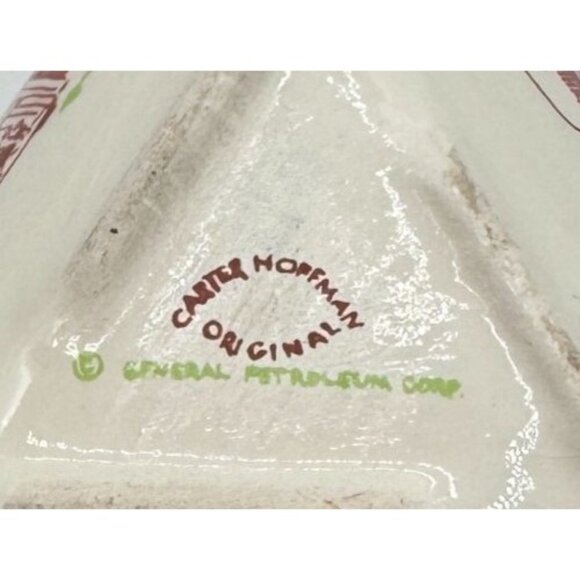 CARTER HOFFMAN
ORIGINAL
© GENERAL PETROLEUM CORP.